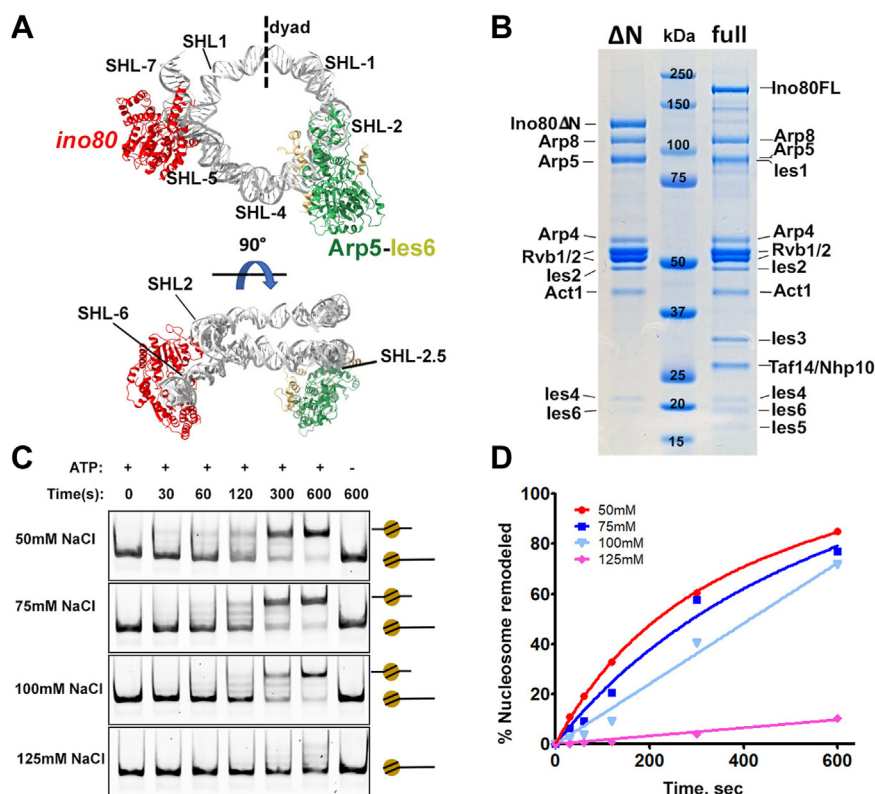 A
dyad
SHL1
SHL-7
SHL-1
ino80
SHL-2
SHL-5
SHL-4
Arp5-Ies6
90°
SHL2
SHL-6
SHL-2.5
B
ΔN kDa full
250
Ino80FL
150
Ino80ΔN
Arp8 100 Arp8
Arp5 Arp5
Ies1
75
Arp4 Arp4
Rvb1/2 Rvb1/2
50
Ies2 Ies2
Act1 Act1
37
Ies3
Taf14/Nhp10
25
Ies4 Ies4
Ies6 20 Ies6
Ies5
15
C
ATP: + + + + + + -
Time(s): 0 30 60 120 300 600 600
50mM NaCl
75mM NaCl
100mM NaCl
125mM NaCl
D
100
80
60
40
20
0
% Nucleosome remodeled
50mM
75mM
100mM
125mM
0 200 400 600
Time, sec